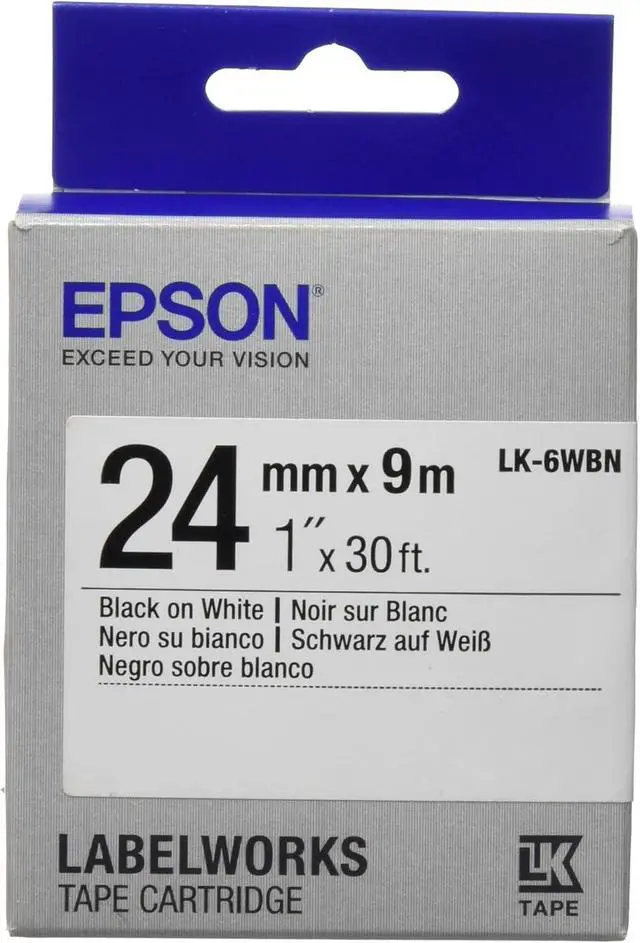 EPSON®
EXCEED YOUR VISION
24 mm x 9m
1″ x 30 ft.
LK-6WBN
Black on White | Noir sur Blanc
Nero su bianco | Schwarz auf Weiß
Negro sobre blanco
LABELWORKS
TAPE CARTRIDGE
LK
TAPE